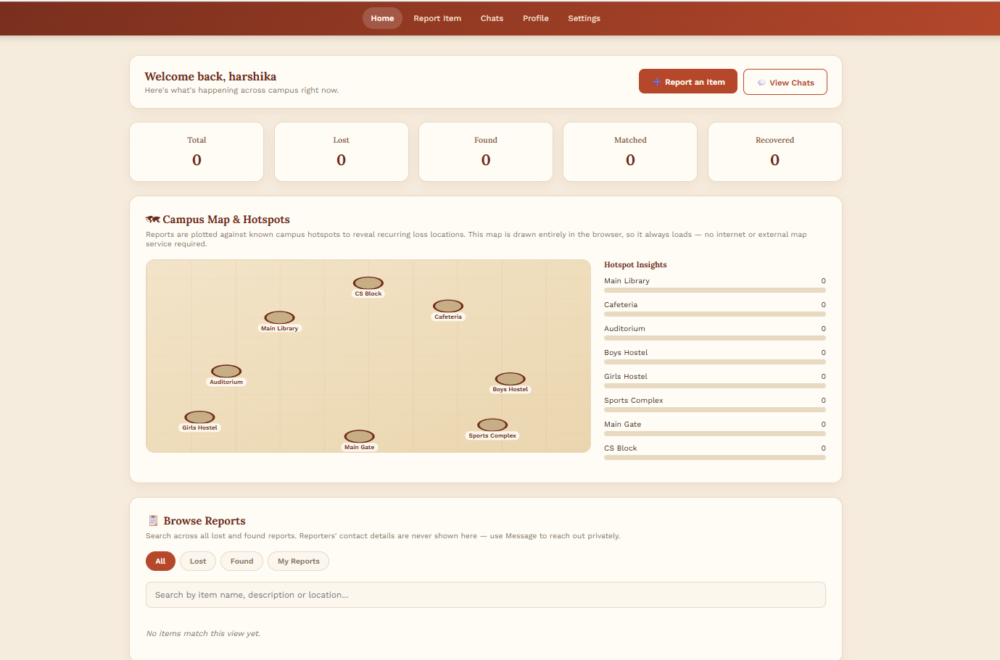 Home Report Item Chats Profile Settings
Welcome back, harshika
Here's what's happening across campus right now.
Report an Item
View Chats
Total
0
Lost
0
Found
0
Matched
0
Recovered
0
Campus Map & Hotspots
Reports are plotted against known campus hotspots to reveal recurring loss locations. This map is drawn entirely in the browser, so it always loads — no internet or external map
service required.
CS Block
Cafeteria
Main Library
Auditorium
Boys Hostel
Girls Hostel
Sports Complex
Main Gate
Hotspot Insights
Main Library 0
Cafeteria 0
Auditorium 0
Boys Hostel 0
Girls Hostel 0
Sports Complex 0
Main Gate 0
CS Block 0
Browse Reports
Search across all lost and found reports. Reporters' contact details are never shown here — use Message to reach out privately.
All Lost Found My Reports
Search by item name, description or location...
No items match this view yet.